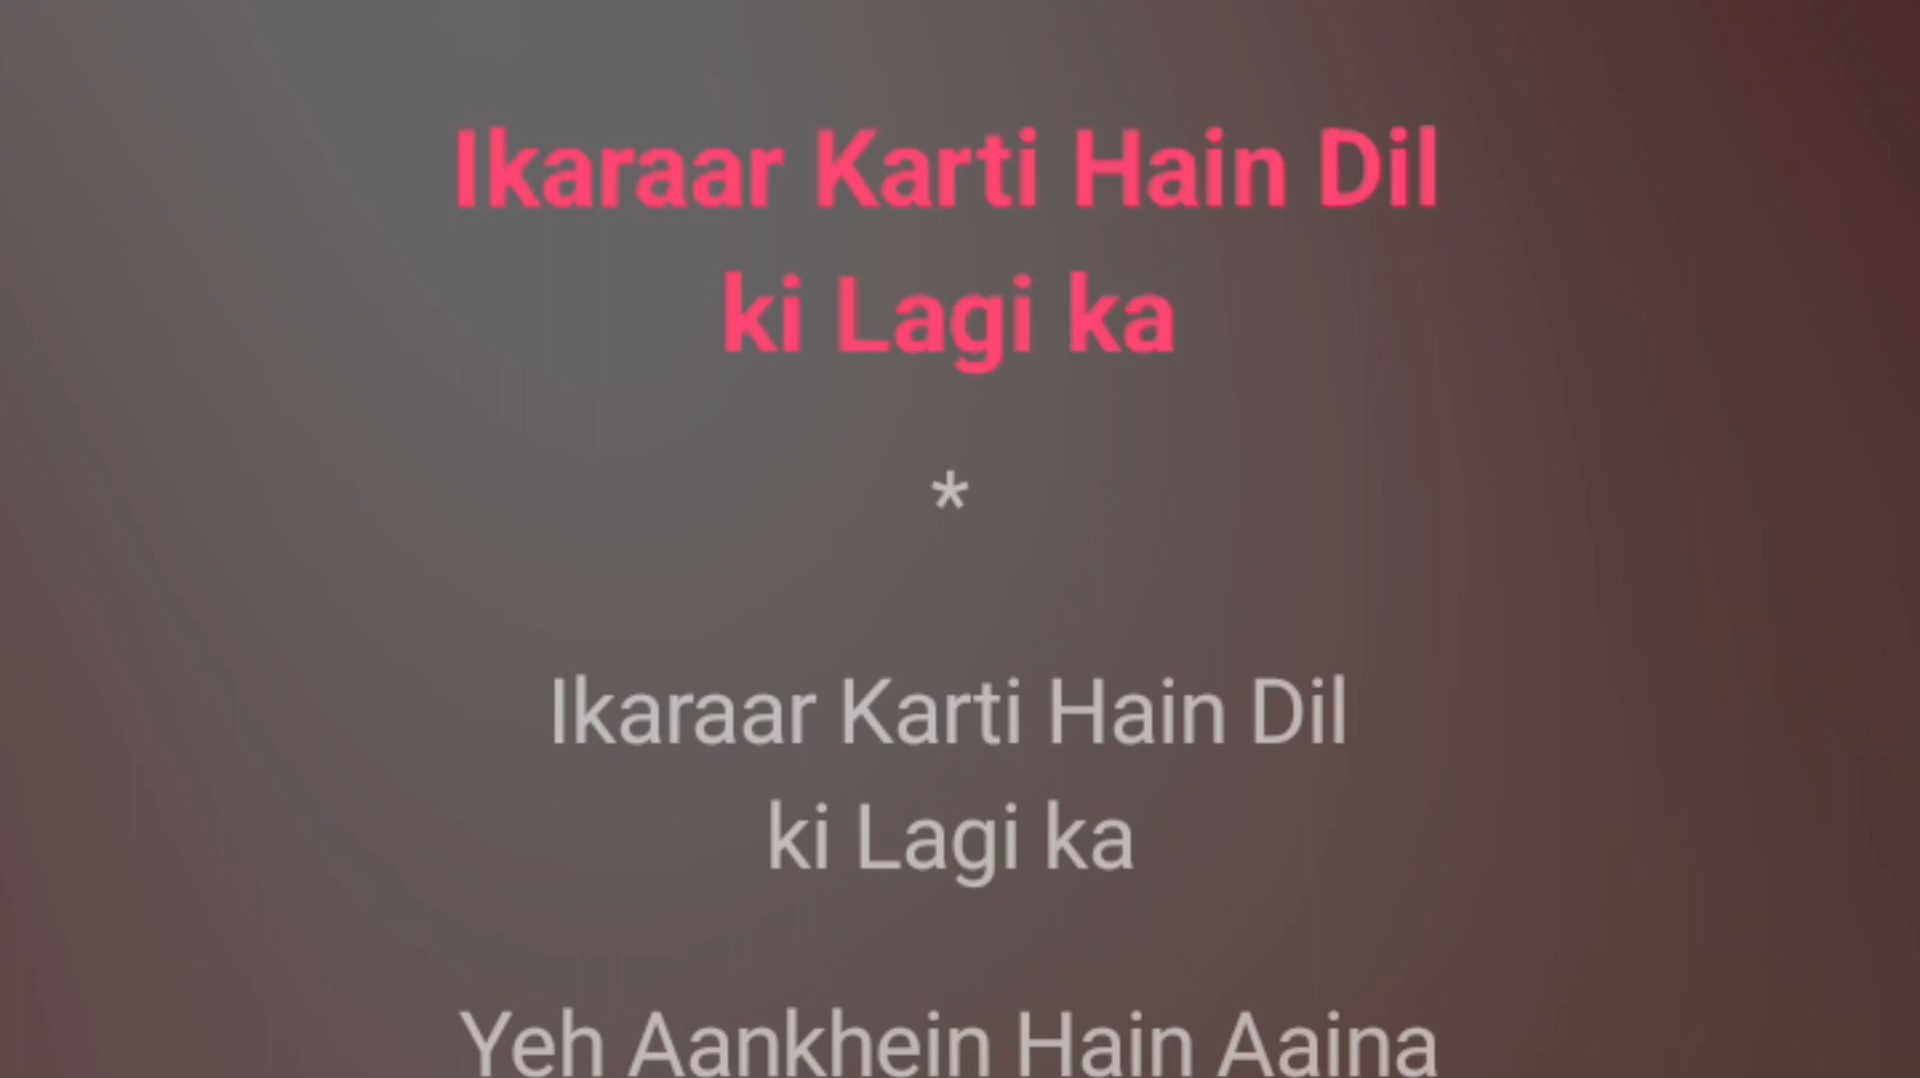 Ikaraar Karti Hain Dil
ki Lagi ka
*
Ikaraar Karti Hain Dil
ki Lagi ka
Yeh Aankhein Hain Aaina